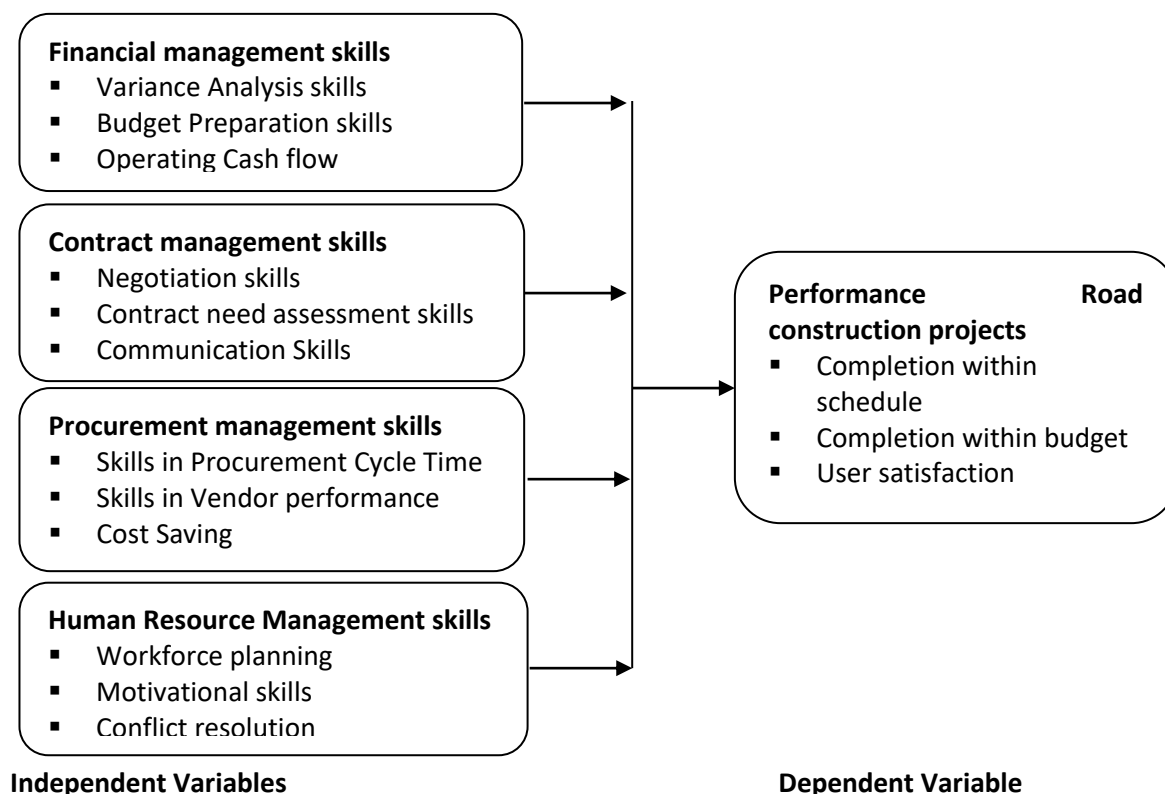 Financial management skills
▪ Variance Analysis skills
▪ Budget Preparation skills
▪ Operating Cash flow
Contract management skills
▪ Negotiation skills
▪ Contract need assessment skills
▪ Communication Skills
Procurement management skills
▪ Skills in Procurement Cycle Time
▪ Skills in Vendor performance
▪ Cost Saving
Human Resource Management skills
▪ Workforce planning
▪ Motivational skills
▪ Conflict resolution
Performance Road
construction projects
▪ Completion within
schedule
▪ Completion within budget
▪ User satisfaction
Independent Variables
Dependent Variable